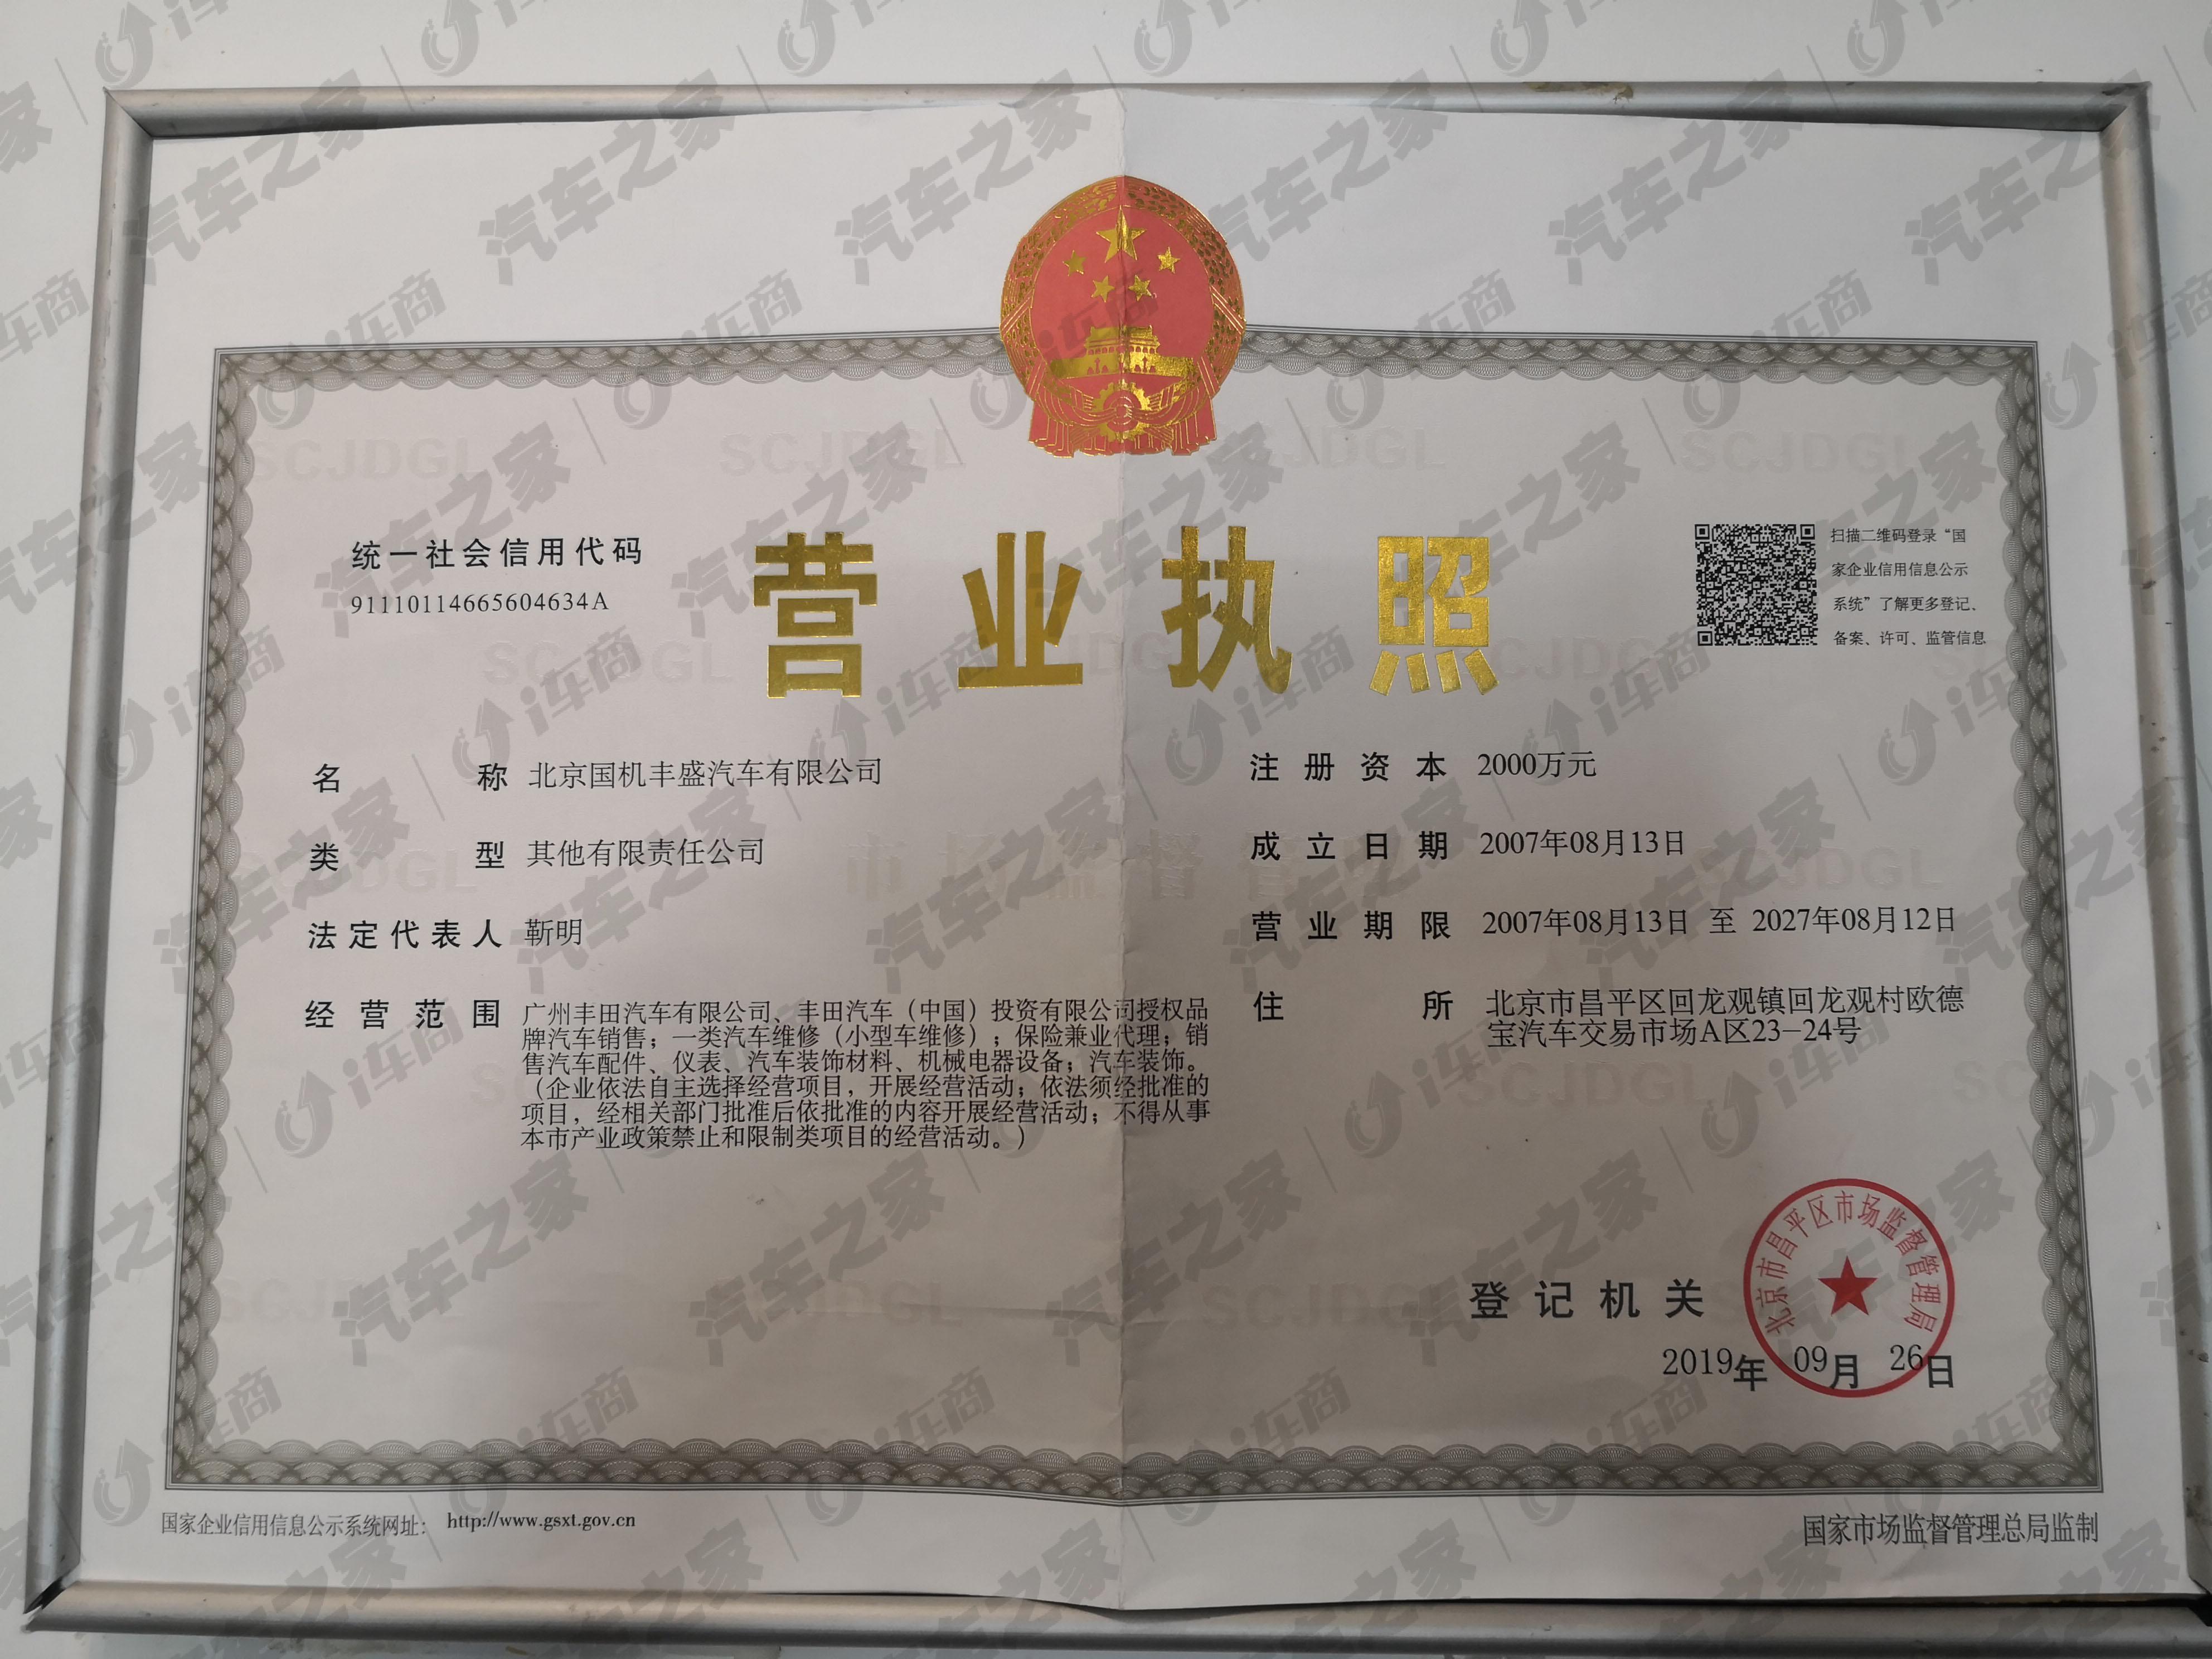 统一社会信用代码
91110114665604634A
营业执照
扫描二维码登录“国
家企业信用信息公示
系统”了解更多登记、
备案、许可、监管信息
名称 北京国机丰盛汽车有限公司
类型 其他有限责任公司
法定代表人 靳明
经营范围 广州丰田汽车有限公司、丰田汽车（中国）投资有限公司授权品
牌汽车销售；一类汽车维修（小型车维修）；保险兼业代理；销
售汽车配件、仪表、汽车装饰材料、机械电器设备；汽车装饰。
（企业依法自主选择经营项目，开展经营活动；依法须经批准的
项目，经相关部门批准后依批准的内容开展经营活动；不得从事
本市产业政策禁止和限制类项目的经营活动。）
注册资本 2000万元
成立日期 2007年08月13日
营业期限 2007年08月13日 至 2027年08月12日
住所 北京市昌平区回龙观镇回龙观村欧德
宝汽车交易市场A区23-24号
登记机关
北京市昌平区市场监督管理局
2019年 09月 26日
国家企业信用信息公示系统网址： http://www.gsxt.gov.cn
国家市场监督管理总局监制
汽车之家 | i车商
SCJDGL